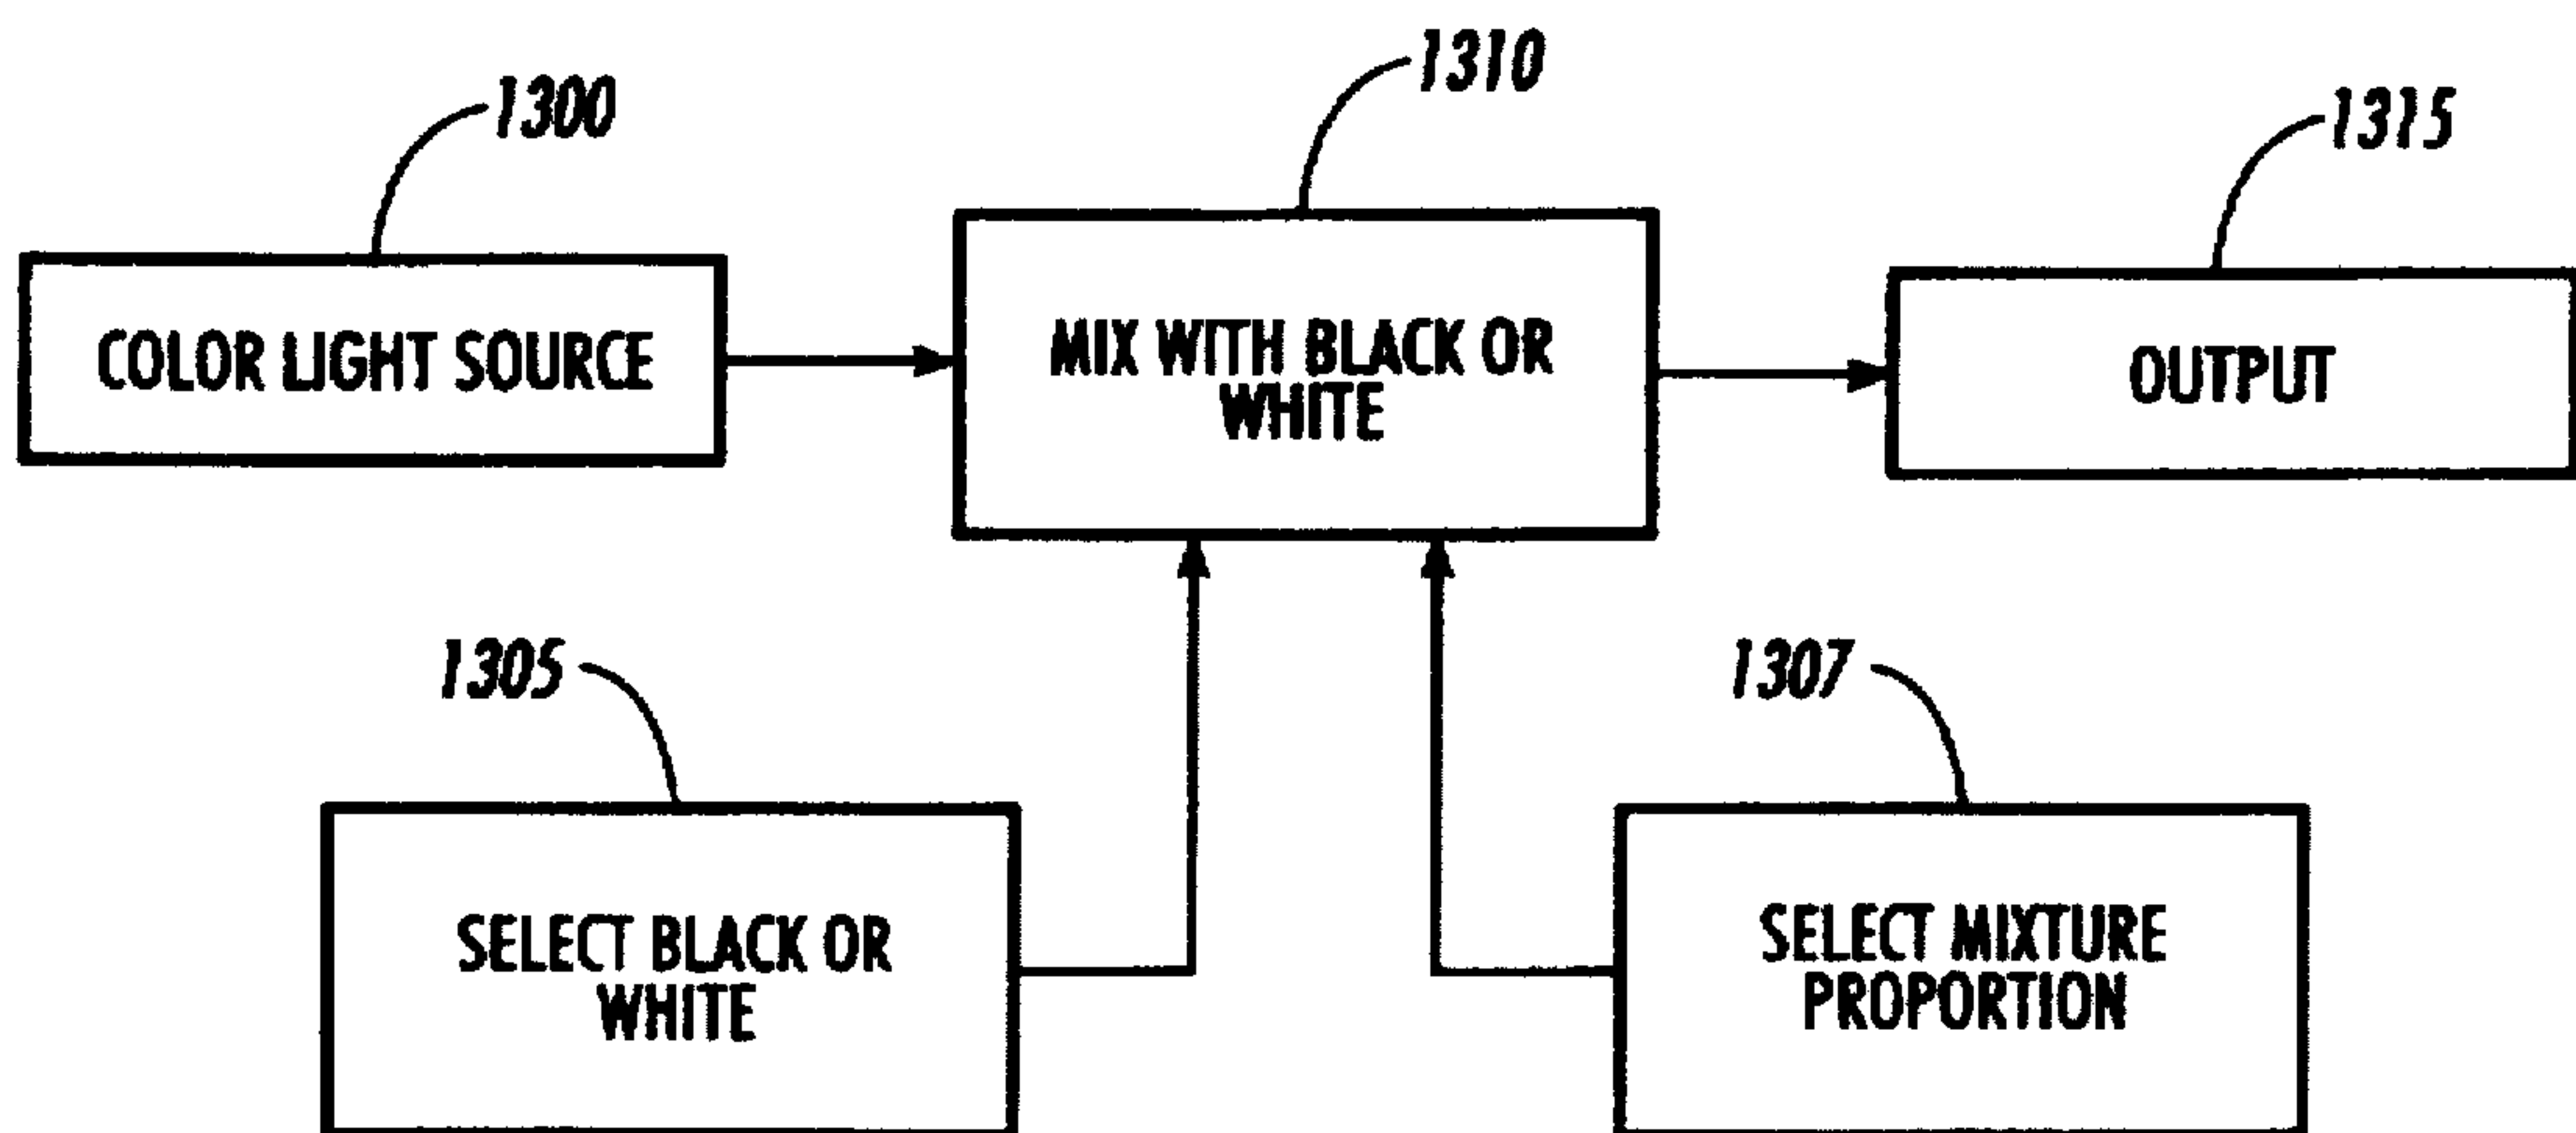 1300
1310
1315
COLOR LIGHT SOURCE
MIX WITH BLACK OR
WHITE
OUTPUT
1305
1307
SELECT BLACK OR
WHITE
SELECT MIXTURE
PROPORTION